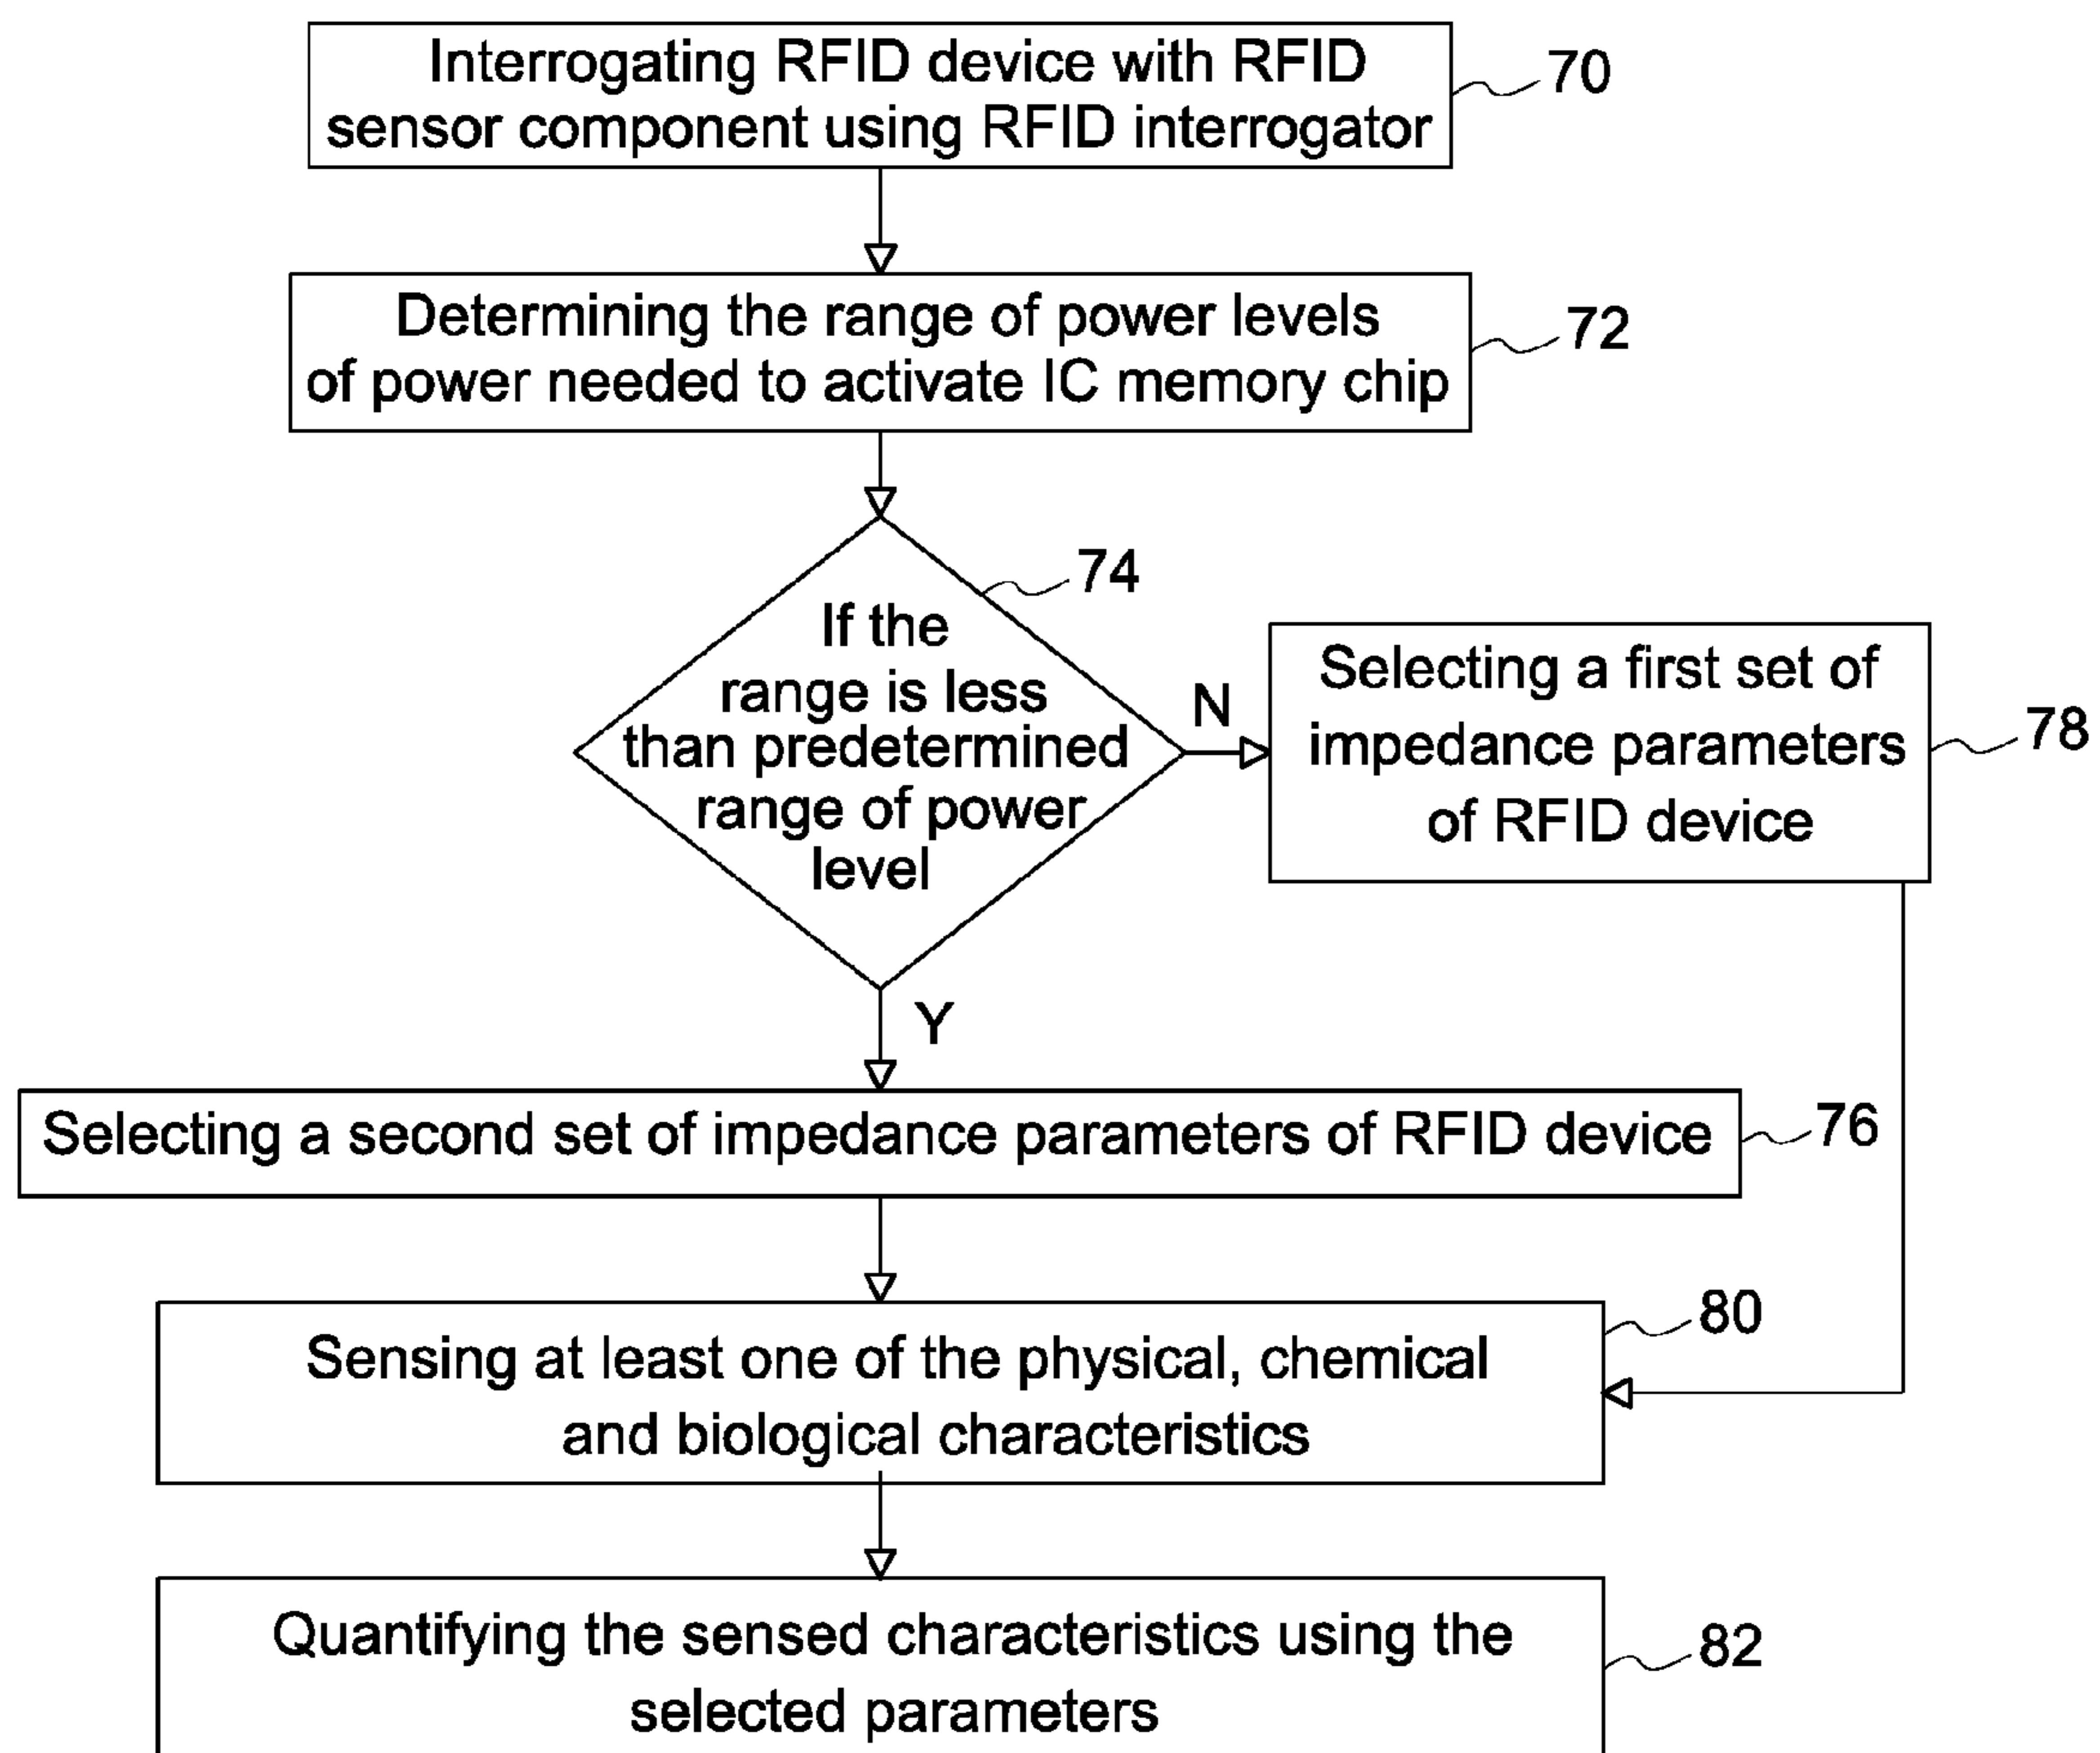 Interrogating RFID device with RFID
sensor component using RFID interrogator
70
Determining the range of power levels
of power needed to activate IC memory chip
72
74
If the
range is less
than predetermined
range of power
level
N
Selecting a first set of
impedance parameters
of RFID device
78
Y
Selecting a second set of impedance parameters of RFID device
76
Sensing at least one of the physical, chemical
and biological characteristics
80
Quantifying the sensed characteristics using the
selected parameters
82